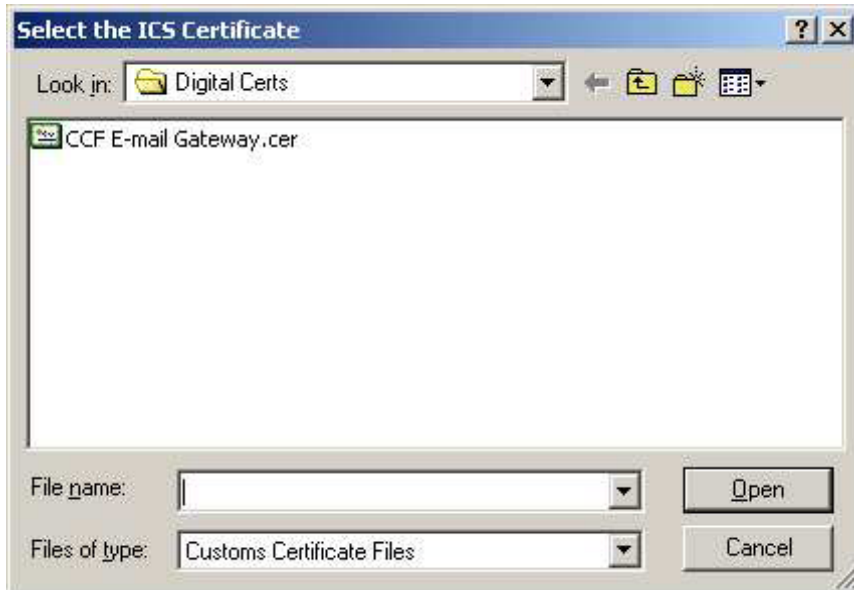 Select the ICS Certificate
Look in: Digital Certs
CCF E-mail Gateway.cer
File name:
Open
Files of type: Customs Certificate Files
Cancel